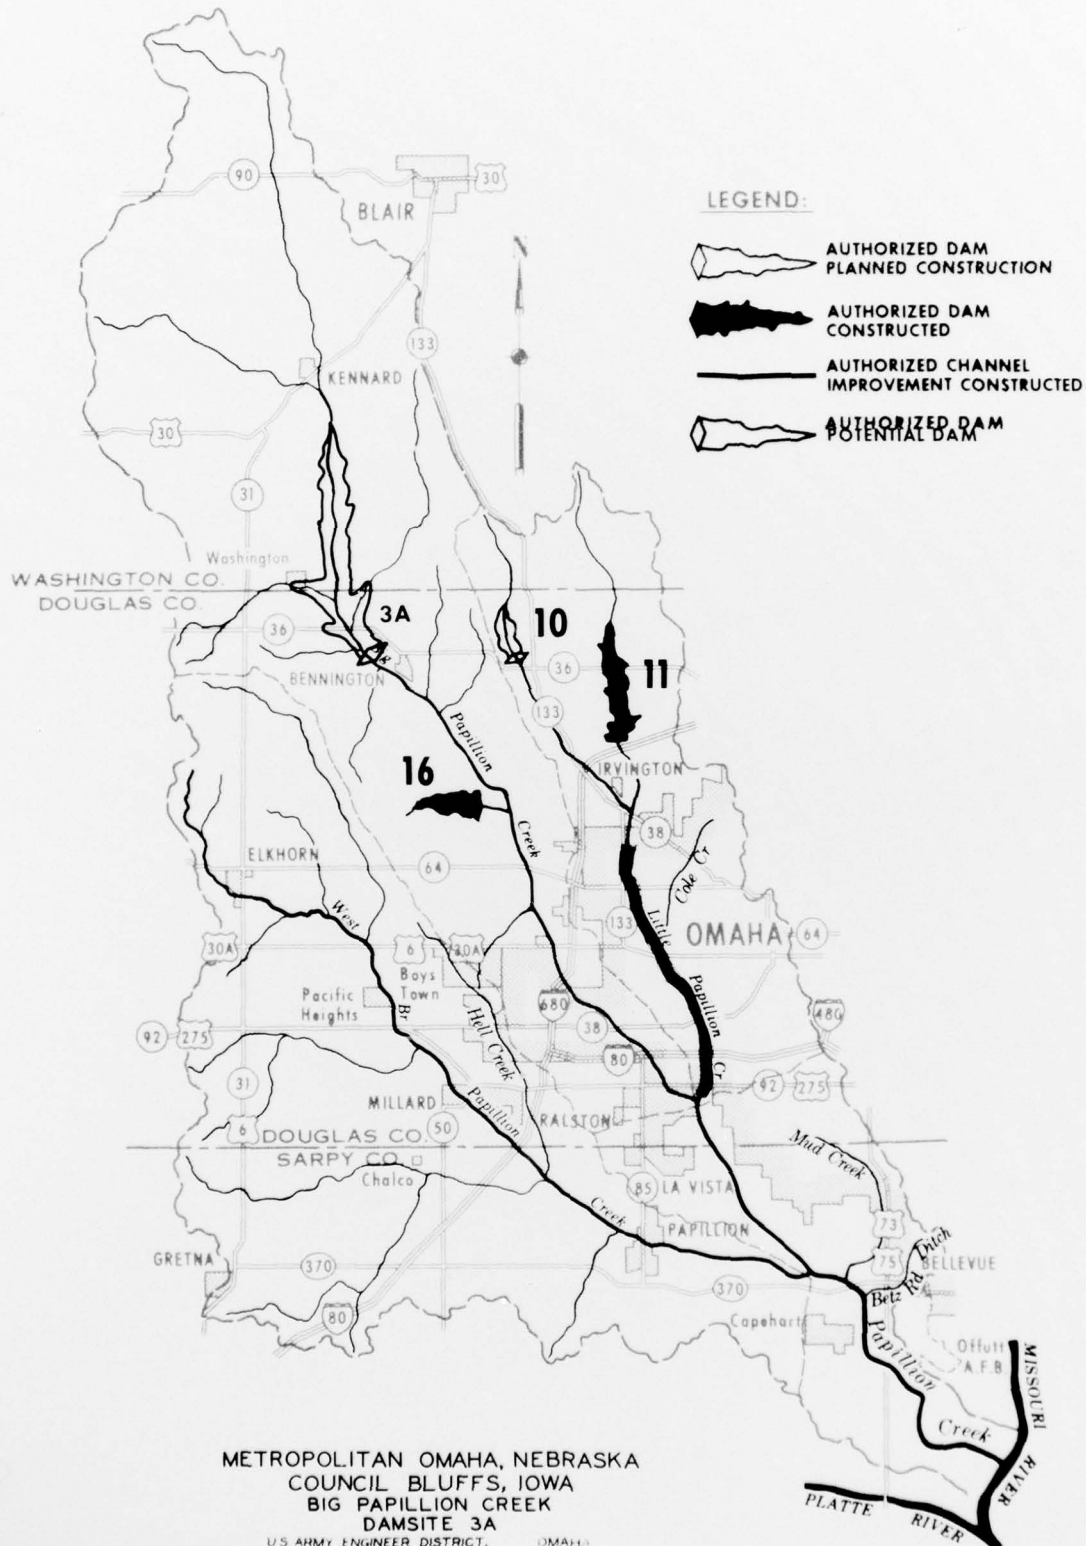 90
30
BLAIR
LEGEND:
N
AUTHORIZED DAM
PLANNED CONSTRUCTION
AUTHORIZED DAM
CONSTRUCTED
AUTHORIZED CHANNEL
IMPROVEMENT CONSTRUCTED
AUTHORIZED DAM
POTENTIAL DAM
133
KENNARD
30
31
Washington
WASHINGTON CO.
DOUGLAS CO.
36
3A
10
36
11
BENNINGTON
133
Papillion
Creek
16
IRVINGTON
38
ELKHORN
64
Cole Cr
West
Br
Papillion
Creek
133
Little
Papillion
Cr
OMAHA
64
30A
6
30A
Boys
Town
Pacific
Heights
Hell Creek
680
38
480
92
275
80
31
92
275
MILLARD
RALSTON
6
DOUGLAS CO.
SARPY CO.
50
Chalco
Mud Creek
85
LA VISTA
PAPILLION
73
75
Betz Rd Ditch
BELLEVUE
GRETNA
370
370
80
Capehart
Papillion
Creek
Offutt
A.F.B.
MISSOURI
RIVER
PLATTE RIVER
METROPOLITAN OMAHA, NEBRASKA
COUNCIL BLUFFS, IOWA
BIG PAPILLION CREEK
DAMSITE 3A
U.S. ARMY ENGINEER DISTRICT, OMAHA